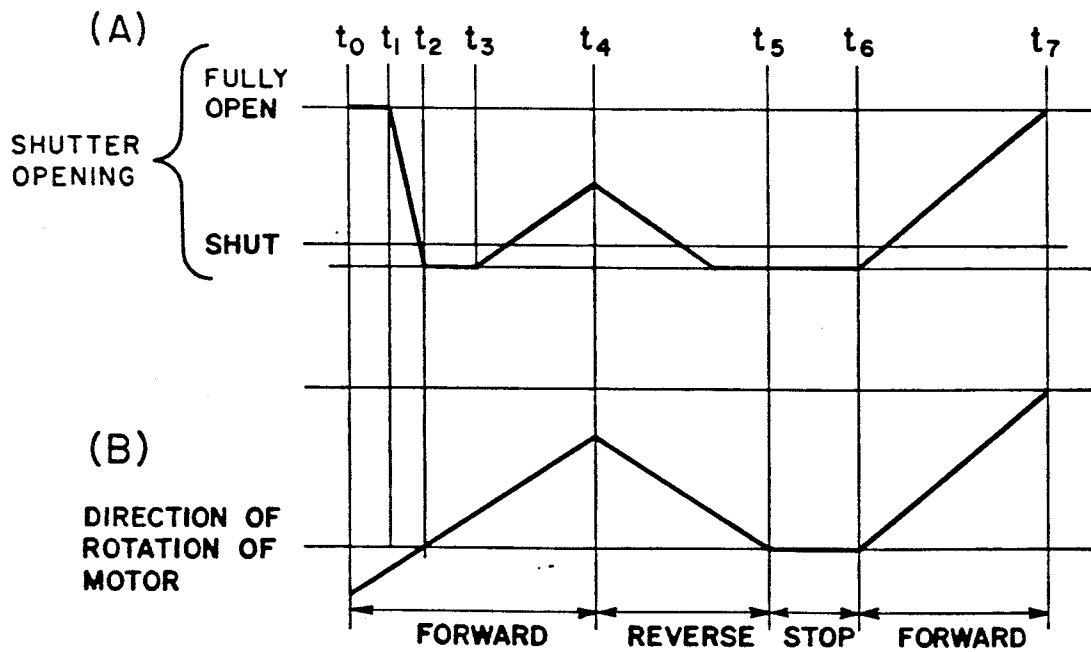 (A)
t0 t1 t2 t3 t4 t5 t6 t7
FULLY
OPEN
SHUTTER
OPENING
SHUT
(B)
DIRECTION OF
ROTATION OF
MOTOR
FORWARD REVERSE STOP FORWARD